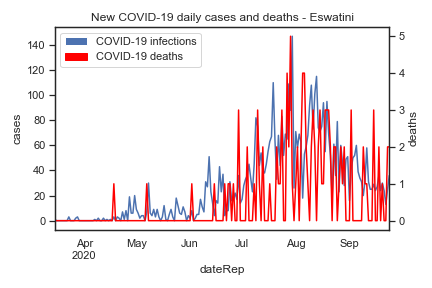 New COVID-19 daily cases and deaths - Eswatini
COVID-19 infections
COVID-19 deaths
cases
140
120
100
80
60
40
20
0
5
4
3
2
1
0
deaths
Apr May Jun Jul Aug Sep
2020
dateRep